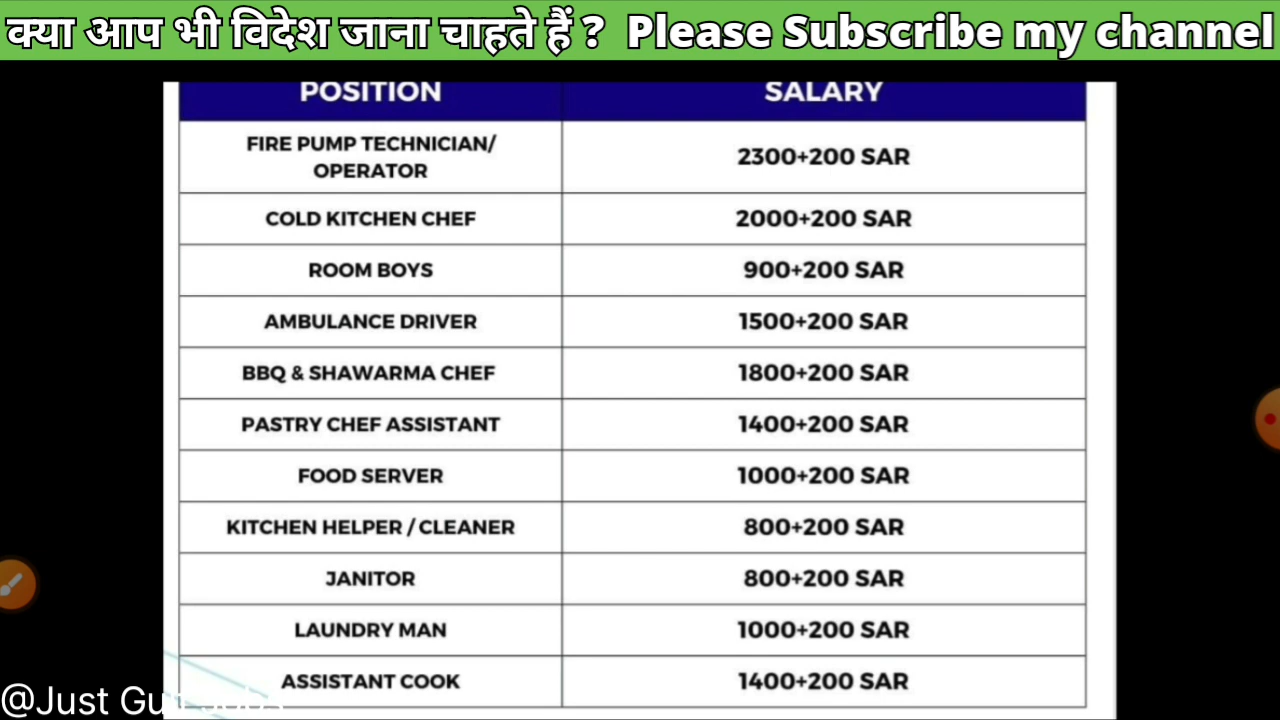 क्या आप भी विदेश जाना चाहते हैं ? Please Subscribe my channel
POSITION SALARY
FIRE PUMP TECHNICIAN/
OPERATOR 2300+200 SAR
COLD KITCHEN CHEF 2000+200 SAR
ROOM BOYS 900+200 SAR
AMBULANCE DRIVER 1500+200 SAR
BBQ & SHAWARMA CHEF 1800+200 SAR
PASTRY CHEF ASSISTANT 1400+200 SAR
FOOD SERVER 1000+200 SAR
KITCHEN HELPER / CLEANER 800+200 SAR
JANITOR 800+200 SAR
LAUNDRY MAN 1000+200 SAR
ASSISTANT COOK 1400+200 SAR
@Just